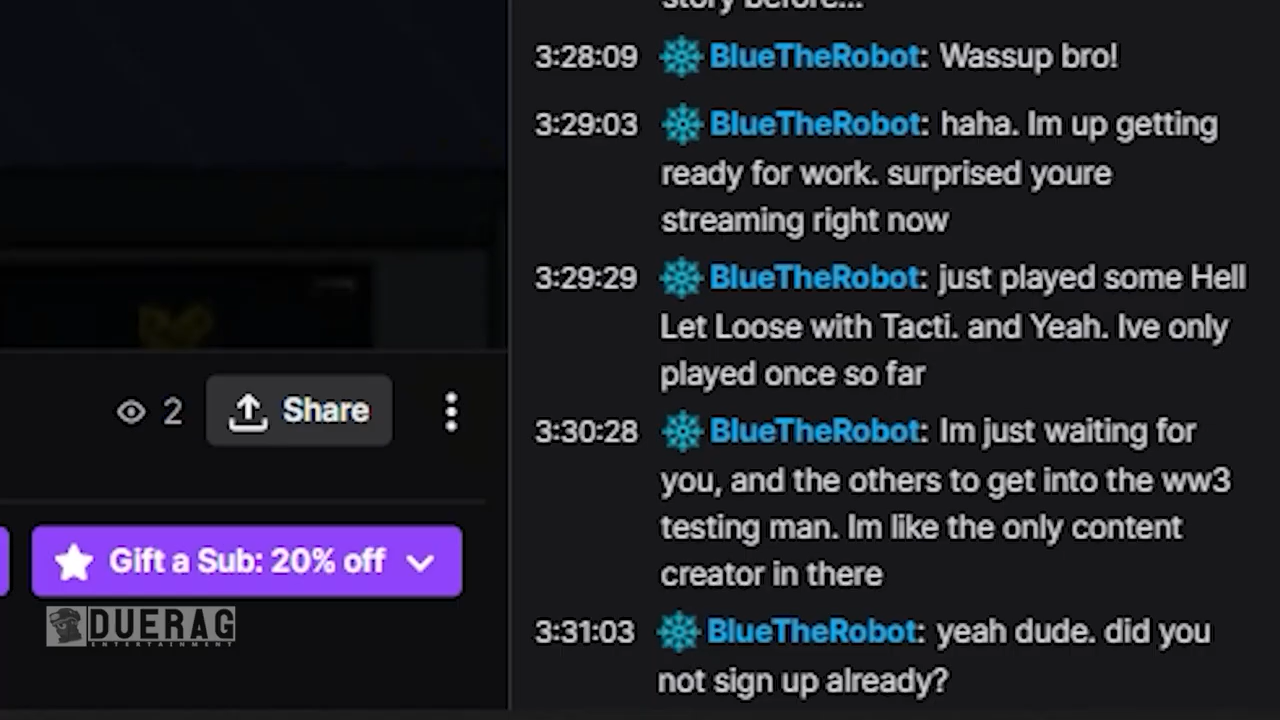 story before...
3:28:09 BlueTheRobot: Wassup bro!
3:29:03 BlueTheRobot: haha. Im up getting
ready for work. surprised youre
streaming right now
3:29:29 BlueTheRobot: just played some Hell
Let Loose with Tacti. and Yeah. Ive only
played once so far
3:30:28 BlueTheRobot: Im just waiting for
you, and the others to get into the ww3
testing man. Im like the only content
creator in there
3:31:03 BlueTheRobot: yeah dude. did you
not sign up already?
2 Share
Gift a Sub: 20% off
DUERAG
ENTERTAINMENT